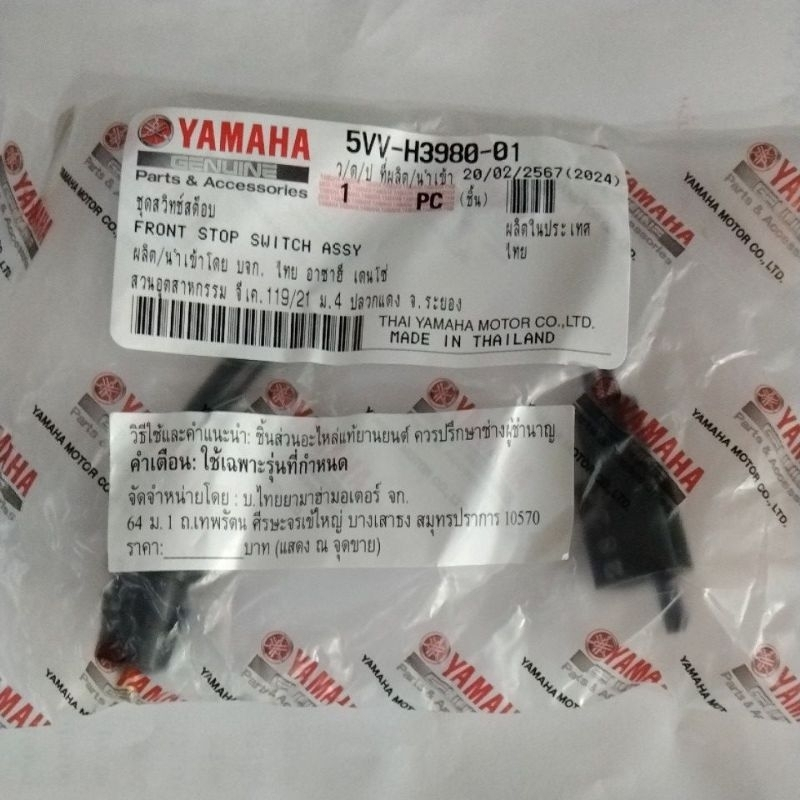 YAMAHA
GENUINE
Parts & Accessories
5VV-H3980-01
ว/ด/ป ที่ผลิต/นำเข้า 20/02/2567(2024)
1 PC (ชิ้น)
ชุดสวิทช์สต็อป
FRONT STOP SWITCH ASSY
ผลิตในประเทศ
ไทย
ผลิต/นำเข้าโดย บจก. ไทย อาซาฮี เดนโซ่
สวนอุตสาหกรรม จี.เค.119/21 ม.4 ปลวกแดง จ.ระยอง
THAI YAMAHA MOTOR CO.,LTD.
MADE IN THAILAND
วิธีใช้และคำแนะนำ: ชิ้นส่วนอะไหล่แท้ยานยนต์ ควรปรึกษาช่างผู้ชำนาญ
คำเตือน: ใช้เฉพาะรุ่นที่กำหนด
จัดจำหน่ายโดย : บ.ไทยยามาฮ่ามอเตอร์ จก.
64 ม. 1 ถ.เทพรัตน ศีรษะจรเข้ใหญ่ บางเสาธง สมุทรปราการ 10570
ราคา:________บาท (แสดง ณ จุดขาย)
YAMAHA
Parts & Accessories
YAMAHA MOTOR CO., LTD.